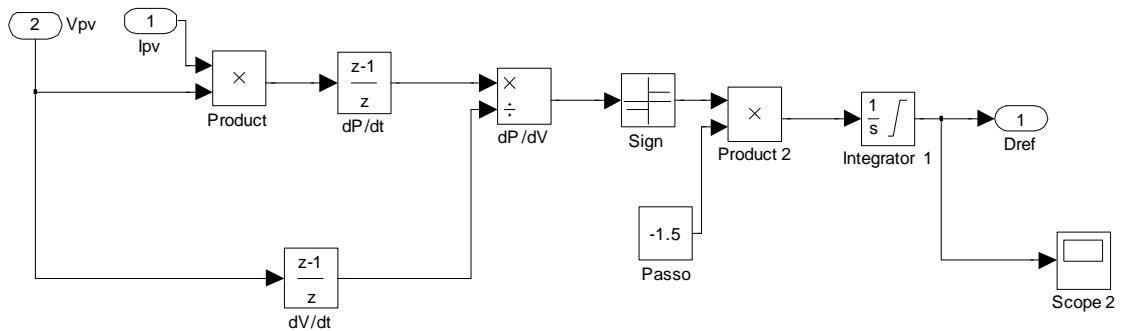 2
Vpv
1
Ipv
×
Product
z-1
z
dP/dt
×
÷
dP/dV
Sign
×
Product 2
1
s
Integrator 1
1
Dref
-1.5
Passo
z-1
z
dV/dt
Scope 2